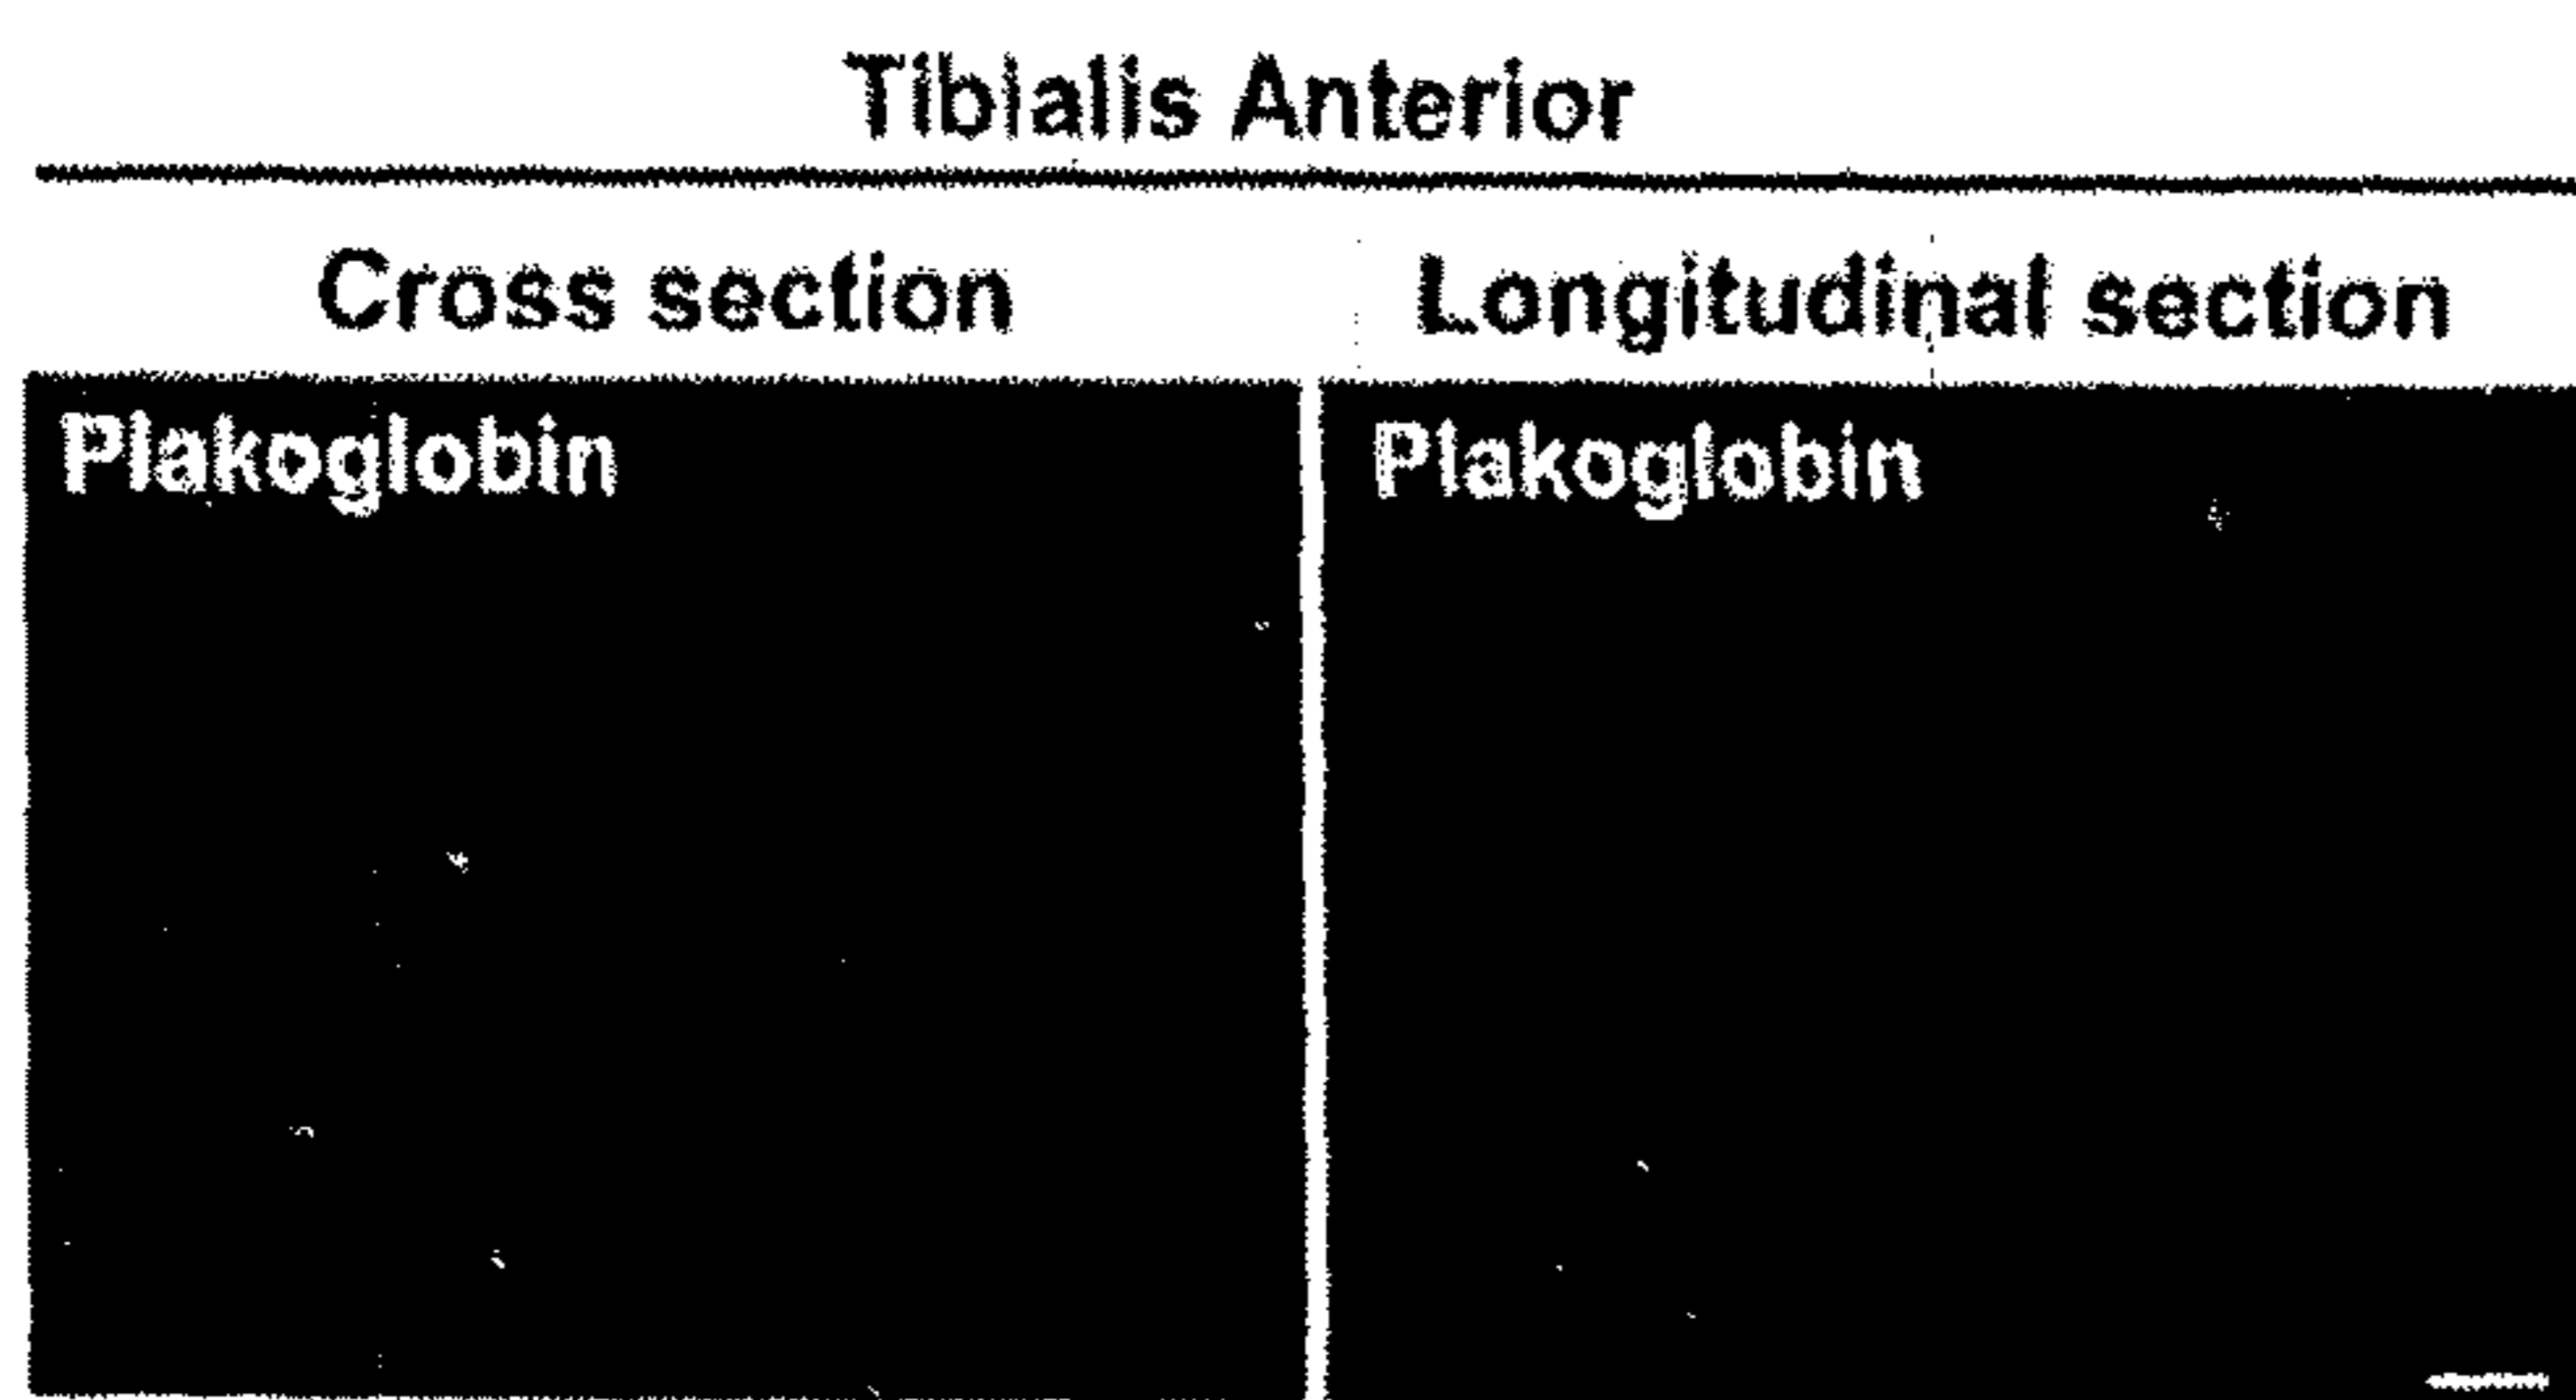 Tibialis Anterior
Cross section
Longitudinal section
Plakoglobin
Plakoglobin